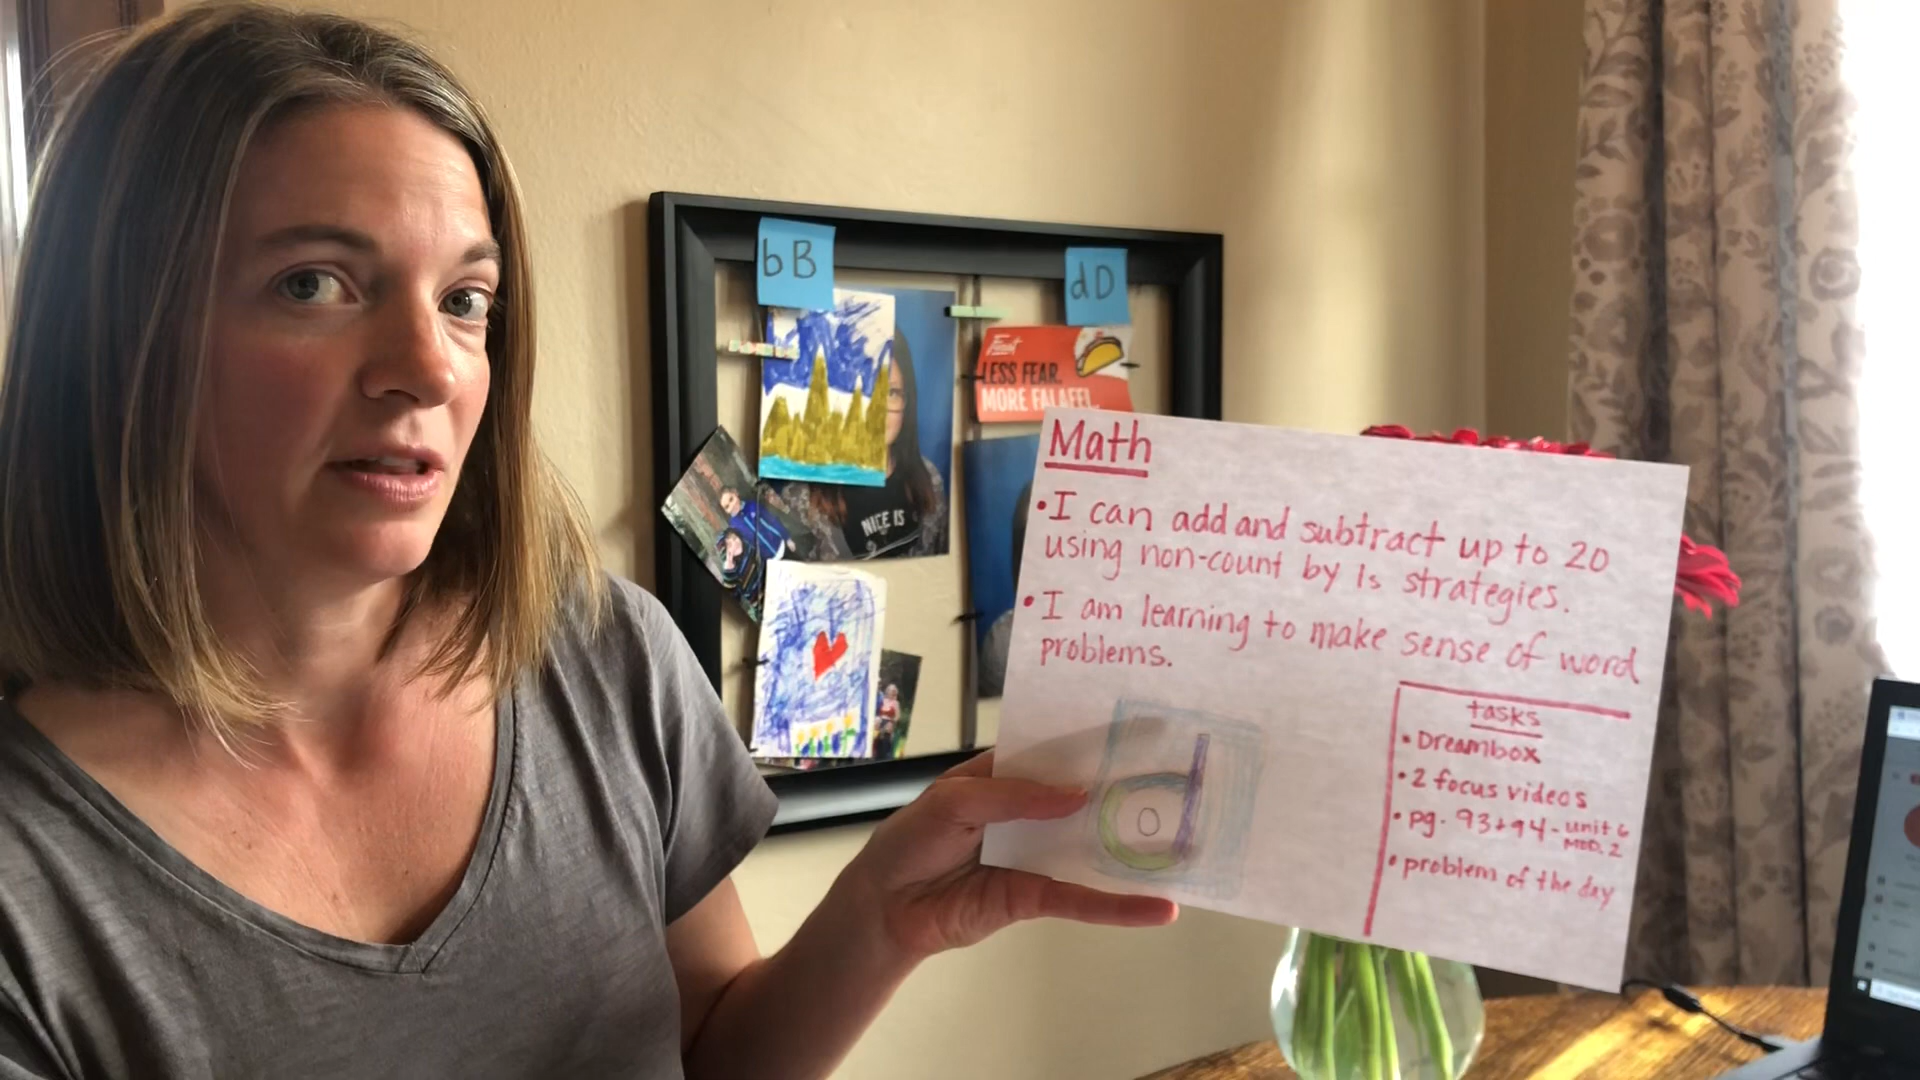 bB
dD
Finest
LESS FEAR.
MORE FALAFEL.
NICE IS
Math
• I can add and subtract up to 20
using non-count by 1s strategies.
• I am learning to make sense of word
problems.
d
tasks
• Dreambox
• 2 focus videos
• pg. 93+94 - unit 6
MOD. 2
• problem of the day